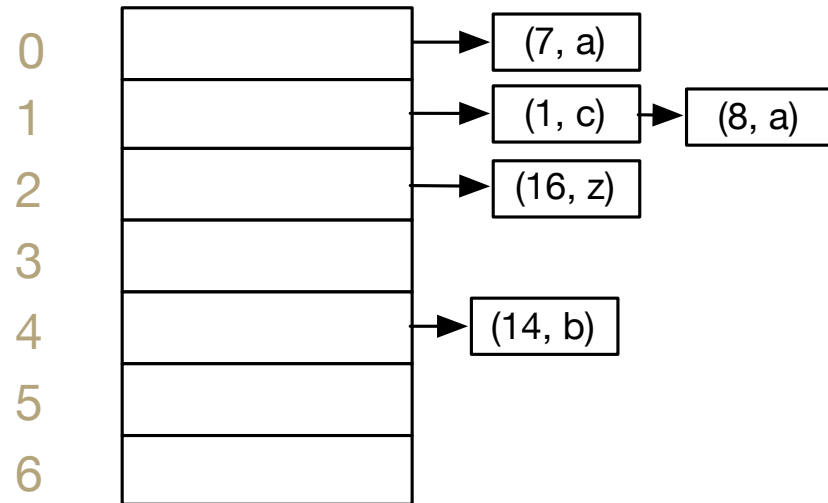 0 (7, a)
1 (1, c) (8, a)
2 (16, z)
3
4 (14, b)
5
6